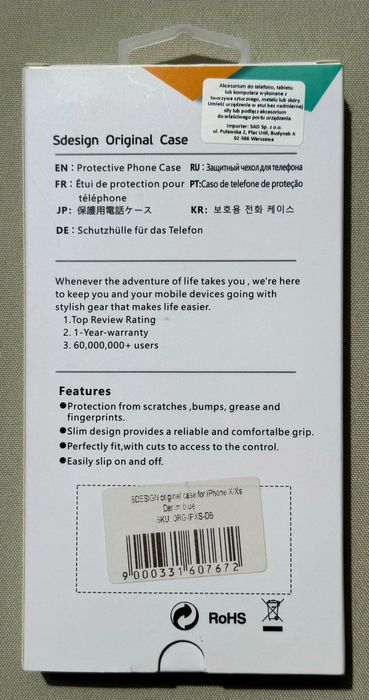 Akcesorium do telefonu, tabletu
lub komputera wykonane z
tworzywa sztucznego, metalu lub skóry.
Umieść urządzenie w etui bez nadmiernej
siły lub podłącz akcesorium
do właściwego portu urządzenia.
Importer: SAD Sp. z o.o.
ul. Puławska 2, Plac Unii, Budynek A
02-566 Warszawa
Sdesign Original Case
EN : Protective Phone Case RU: Защитный чехол для телефона
FR : Étui de protection pour téléphone PT:Caso de telefone de proteção
JP: 保護用電話ケース KR: 보호용 전화 케이스
DE : Schutzhülle für das Telefon
Whenever the adventure of life takes you , we're here
to keep you and your mobile devices going with
stylish gear that makes life easier.
1.Top Review Rating
2. 1-Year-warranty
3. 60,000,000+ users
Features
●Protection from scratches ,bumps, grease and
fingerprints.
●Slim design provides a reliable and comfortalbe grip.
●Perfectly fit,with cuts to access to the control.
●Easily slip on and off.
SDESIGN original case for iPhone X/Xs
Denim blue
SKU: ORG-IPXS-DB
9 000331 607672
RoHS